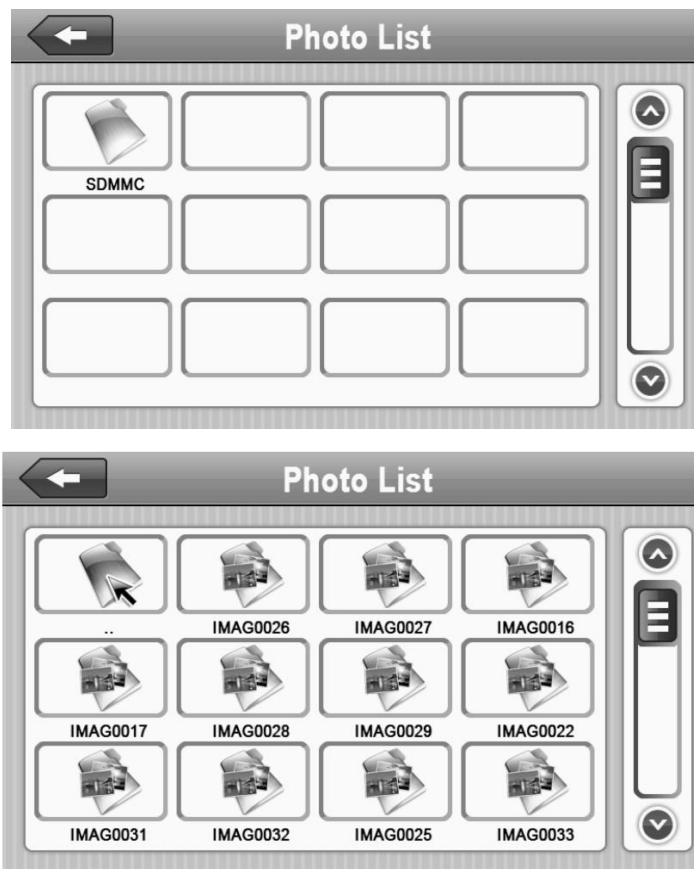 Photo List
SDMMC
Photo List
.. IMAG0026 IMAG0027 IMAG0016
IMAG0017 IMAG0028 IMAG0029 IMAG0022
IMAG0031 IMAG0032 IMAG0025 IMAG0033